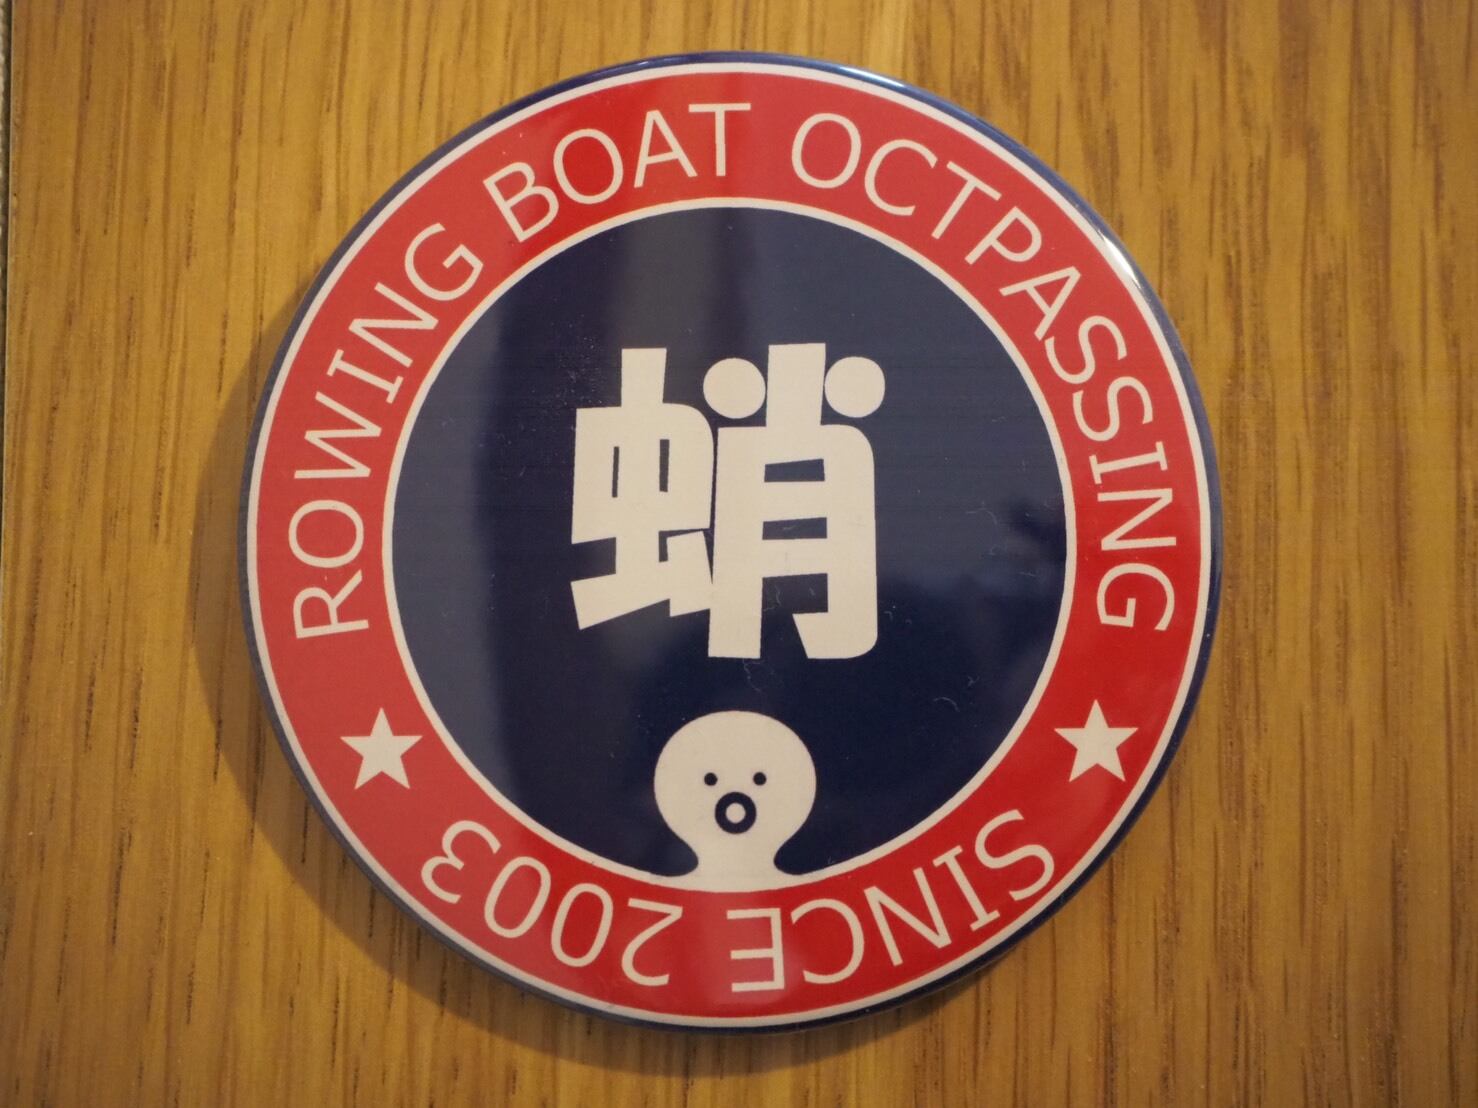 ROWING BOAT OCTPASSING
蛸
SINCE 2003